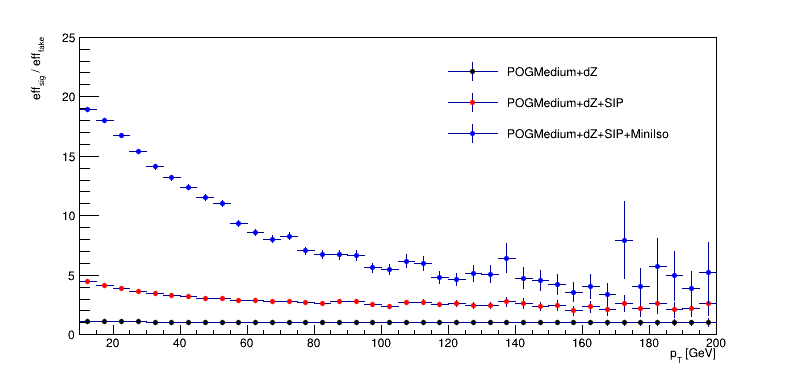 eff_sig / eff_fake
25
20
15
10
5
0
POGMedium+dZ
POGMedium+dZ+SIP
POGMedium+dZ+SIP+MiniIso
20 40 60 80 100 120 140 160 180 200
p_T [GeV]